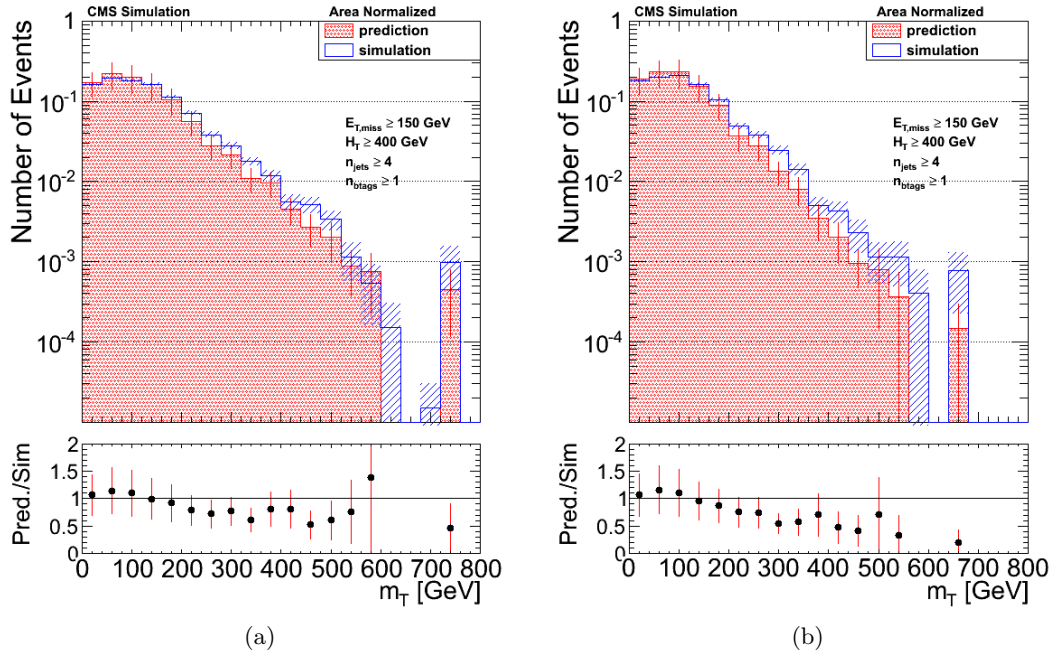 CMS Simulation Area Normalized
prediction
simulation
E_T,miss ≥ 150 GeV
H_T ≥ 400 GeV
n_jets ≥ 4
n_btags ≥ 1
Number of Events
1
10^-1
10^-2
10^-3
10^-4
Pred./Sim
2
1.5
1
0.5
0
0 100 200 300 400 500 600 700 800
m_T [GeV]
(a)
CMS Simulation Area Normalized
prediction
simulation
E_T,miss ≥ 150 GeV
H_T ≥ 400 GeV
n_jets ≥ 4
n_btags ≥ 1
Number of Events
1
10^-1
10^-2
10^-3
10^-4
Pred./Sim
2
1.5
1
0.5
0
0 100 200 300 400 500 600 700 800
m_T [GeV]
(b)